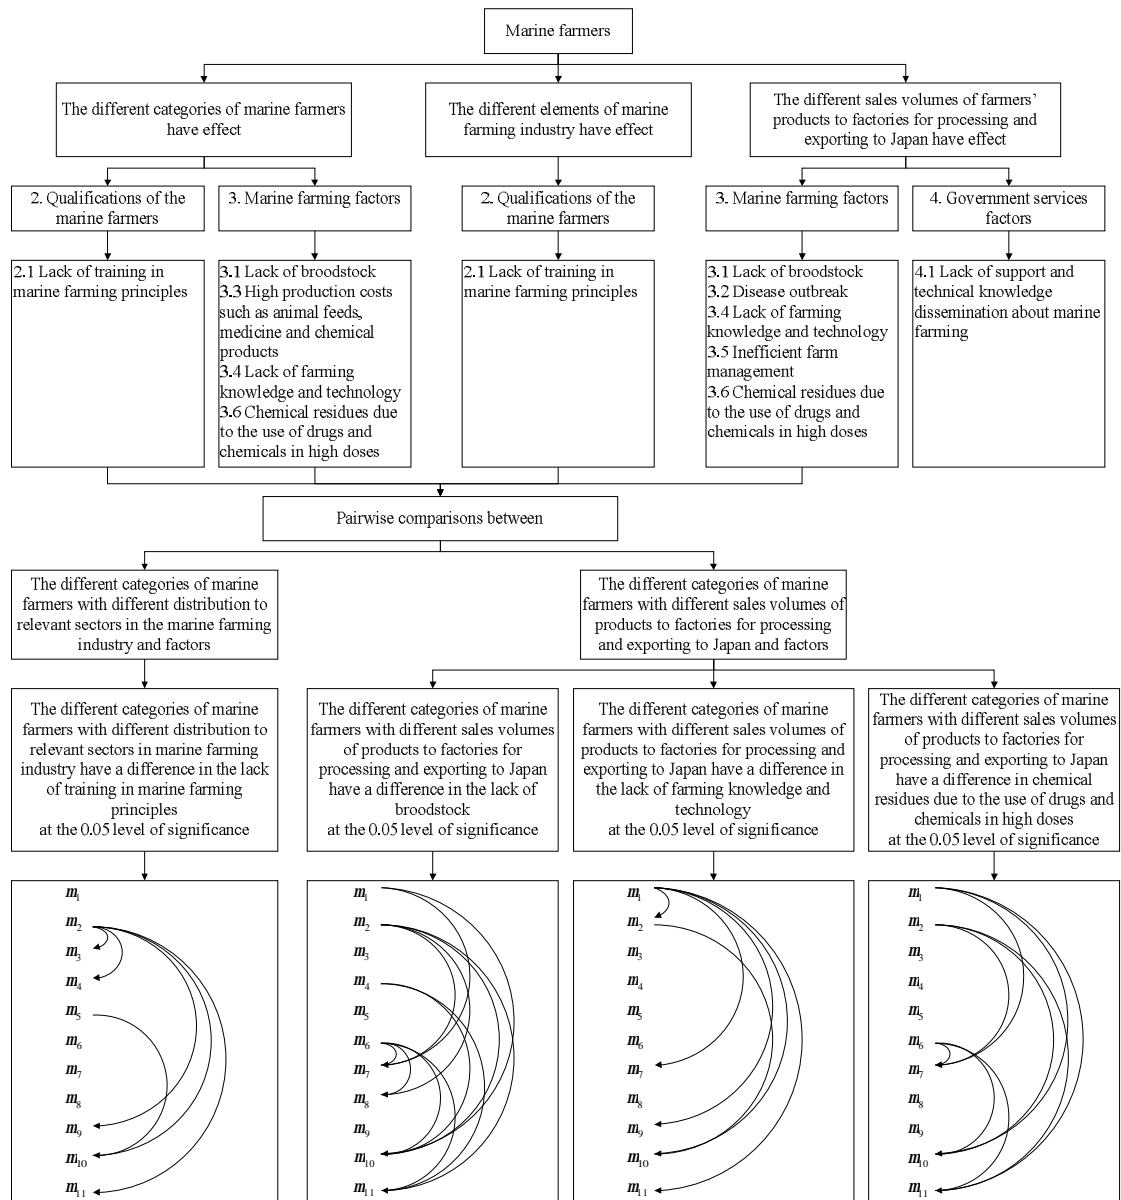 Marine farmers
The different categories of marine farmers
have effect
The different elements of marine
farming industry have effect
The different sales volumes of farmers’
products to factories for processing and
exporting to Japan have effect
2. Qualifications of the
marine farmers
3. Marine farming factors
2. Qualifications of the
marine farmers
3. Marine farming factors
4. Government services
factors
2.1 Lack of training in
marine farming principles
3.1 Lack of broodstock
3.3 High production costs
such as animal feeds,
medicine and chemical
products
3.4 Lack of farming
knowledge and technology
3.6 Chemical residues due
to the use of drugs and
chemicals in high doses
2.1 Lack of training in
marine farming principles
3.1 Lack of broodstock
3.2 Disease outbreak
3.4 Lack of farming
knowledge and technology
3.5 Inefficient farm
management
3.6 Chemical residues due
to the use of drugs and
chemicals in high doses
4.1 Lack of support and
technical knowledge
dissemination about marine
farming
Pairwise comparisons between
The different categories of marine
farmers with different distribution to
relevant sectors in the marine farming
industry and factors
The different categories of marine
farmers with different sales volumes of
products to factories for processing
and exporting to Japan and factors
The different categories of marine
farmers with different distribution to
relevant sectors in marine farming
industry have a difference in the lack
of training in marine farming
principles
at the 0.05 level of significance
The different categories of marine
farmers with different sales volumes
of products to factories for
processing and exporting to Japan
have a difference in the lack of
broodstock
at the 0.05 level of significance
The different categories of marine
farmers with different sales volumes of
products to factories for processing and
exporting to Japan have a difference in
the lack of farming knowledge and
technology
at the 0.05 level of significance
The different categories of marine
farmers with different sales volumes
of products to factories for
processing and exporting to Japan
have a difference in chemical
residues due to the use of drugs and
chemicals in high doses
at the 0.05 level of significance
m1
m2
m3
m4
m5
m6
m7
m8
m9
m10
m11
m1
m2
m3
m4
m5
m6
m7
m8
m9
m10
m11
m1
m2
m3
m4
m5
m6
m7
m8
m9
m10
m11
m1
m2
m3
m4
m5
m6
m7
m8
m9
m10
m11